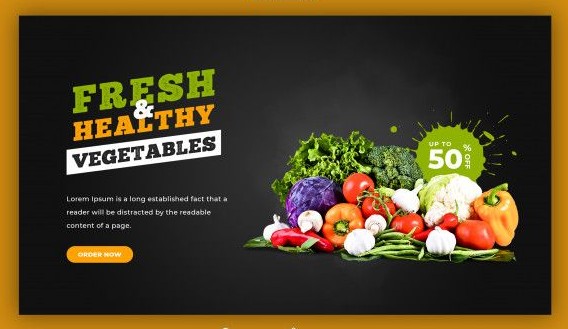 FRESH
&
HEALTHY
VEGETABLES
Lorem Ipsum is a long established fact that a
reader will be distracted by the readable
content of a page.
ORDER NOW
UP TO
50%
OFF